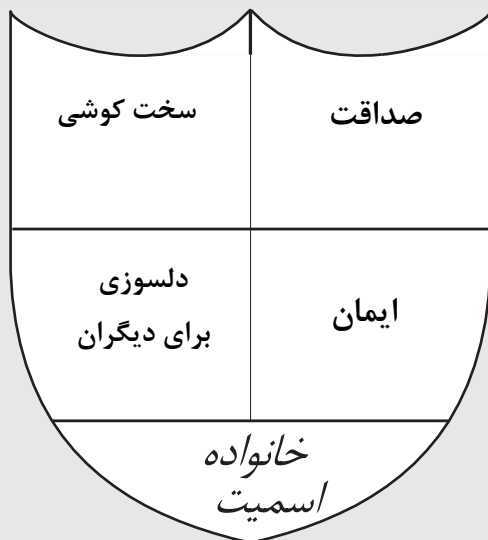 صداقت
سخت کوشی
ایمان
دلسوزی
برای دیگران
خانواده
اسمیت